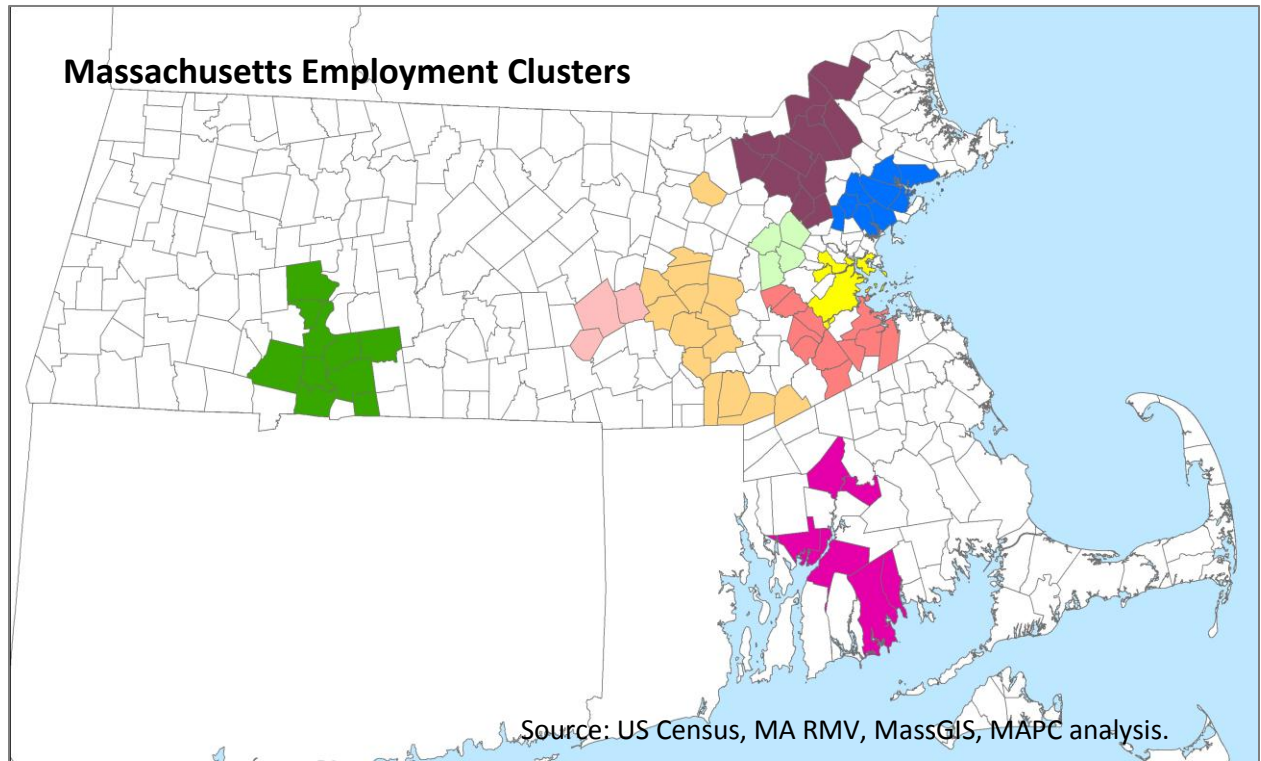 Massachusetts Employment Clusters
Source: US Census, MA RMV, MassGIS, MAPC analysis.